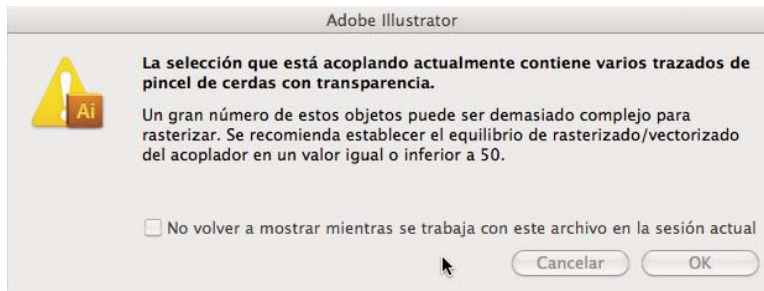 Adobe Illustrator
La selección que está acoplando actualmente contiene varios trazados de
pincel de cerdas con transparencia.
Un gran número de estos objetos puede ser demasiado complejo para
rasterizar. Se recomienda establecer el equilibrio de rasterizado/vectorizado
del acoplador en un valor igual o inferior a 50.
Ai
No volver a mostrar mientras se trabaja con este archivo en la sesión actual
Cancelar OK